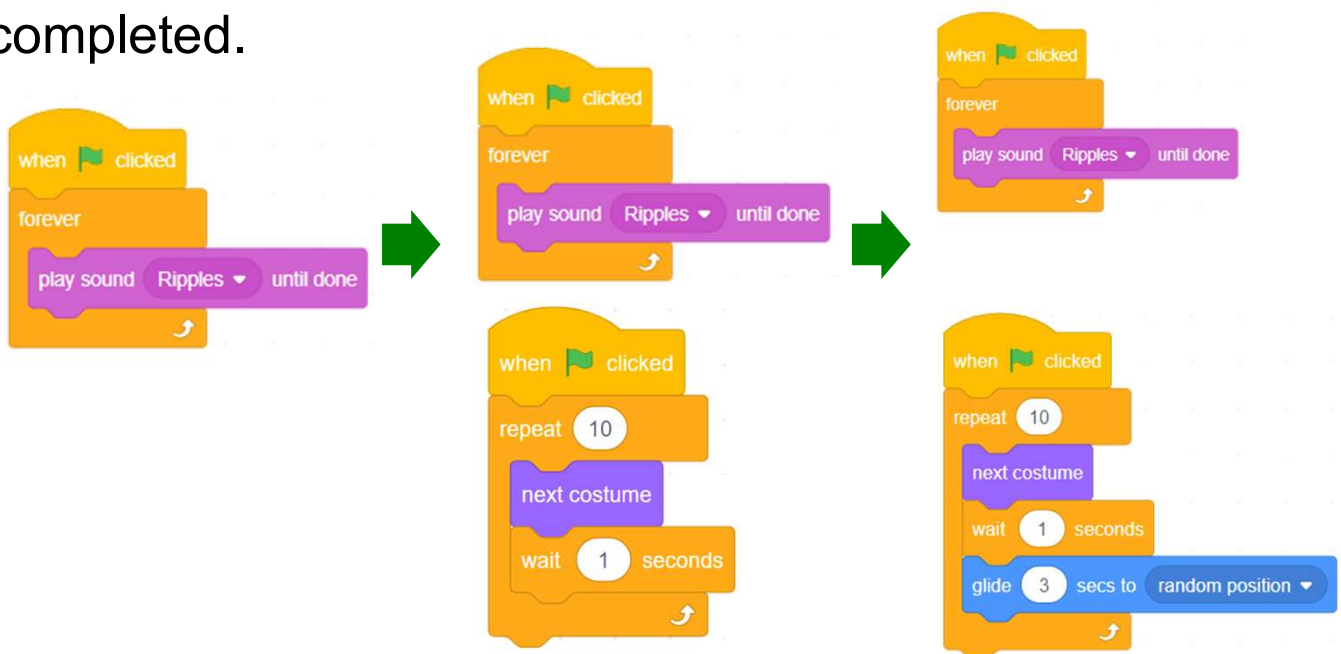 completed.
when clicked
forever
play sound Ripples until done
when clicked
forever
play sound Ripples until done
when clicked
repeat 10
next costume
wait 1 seconds
when clicked
forever
play sound Ripples until done
when clicked
repeat 10
next costume
wait 1 seconds
glide 3 secs to random position